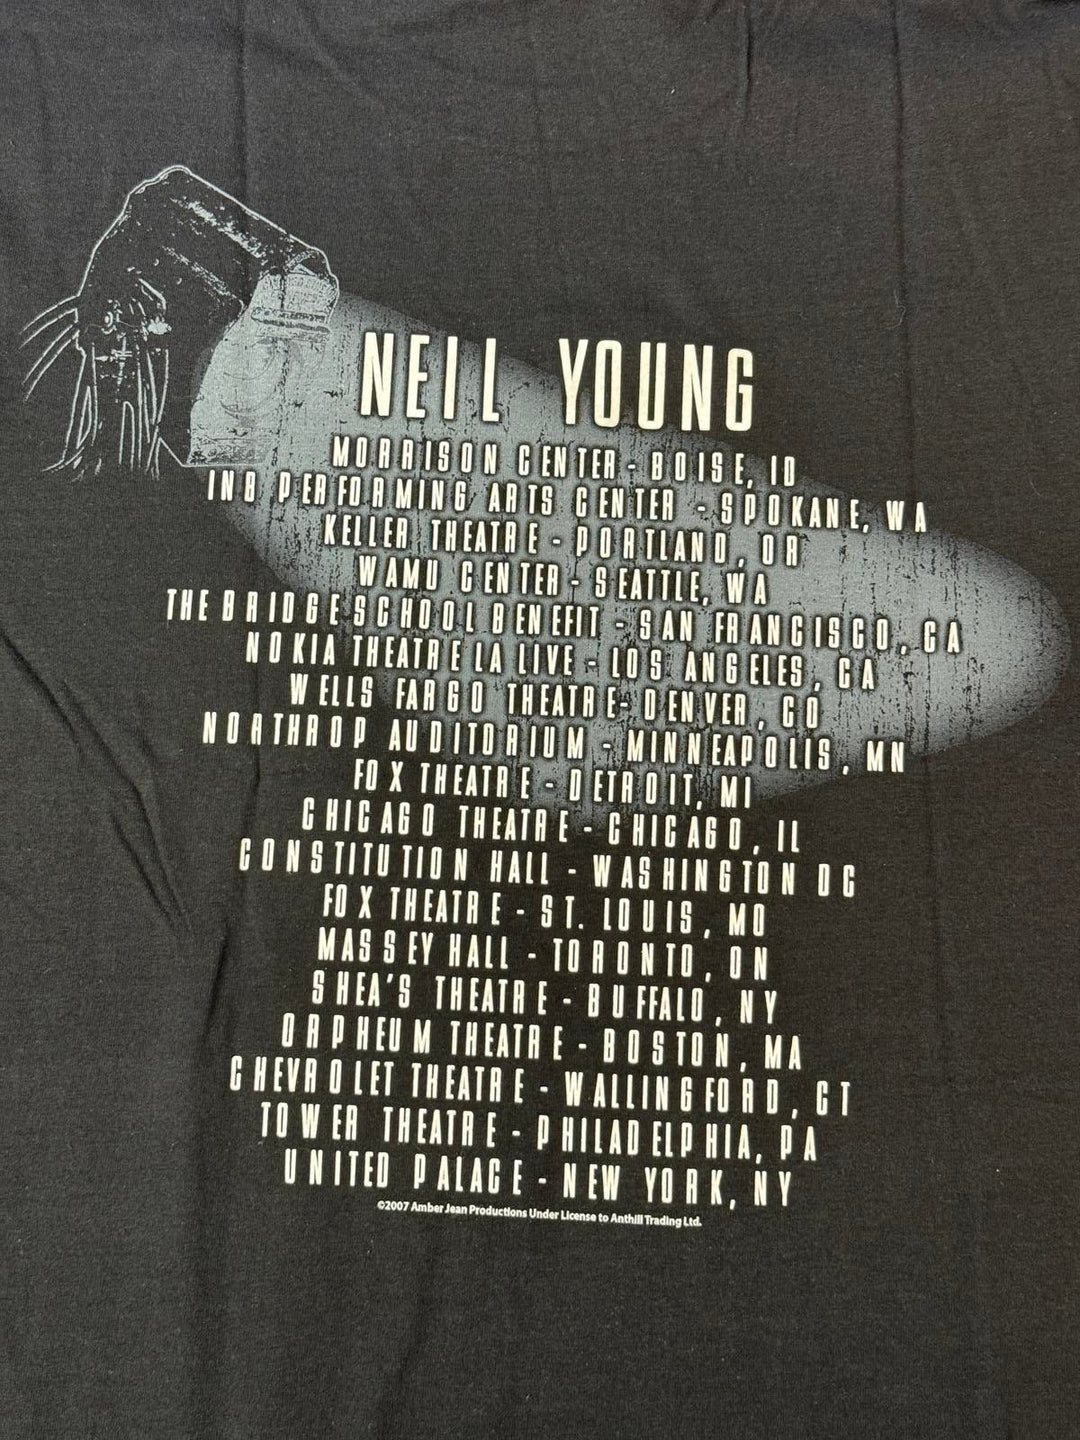 NEIL YOUNG
MORRISON CENTER - BOISE, ID
INB PERFORMING ARTS CENTER - SPOKANE, WA
KELLER THEATRE - PORTLAND, OR
WAMU CENTER - SEATTLE, WA
THE BRIDGE SCHOOL BENEFIT - SAN FRANCISCO, CA
NOKIA THEATRE LA LIVE - LOS ANGELES, CA
WELLS FARGO THEATRE - DENVER, CO
NORTHROP AUDITORIUM - MINNEAPOLIS, MN
FOX THEATRE - DETROIT, MI
CHICAGO THEATRE - CHICAGO, IL
CONSTITUTION HALL - WASHINGTON DC
FOX THEATRE - ST. LOUIS, MO
MASSEY HALL - TORONTO, ON
SHEA'S THEATRE - BUFFALO, NY
ORPHEUM THEATRE - BOSTON, MA
CHEVROLET THEATRE - WALLINGFORD, CT
TOWER THEATRE - PHILADELPHIA, PA
UNITED PALACE - NEW YORK, NY
©2007 Amber Jean Productions Under License to Anthill Trading Ltd.